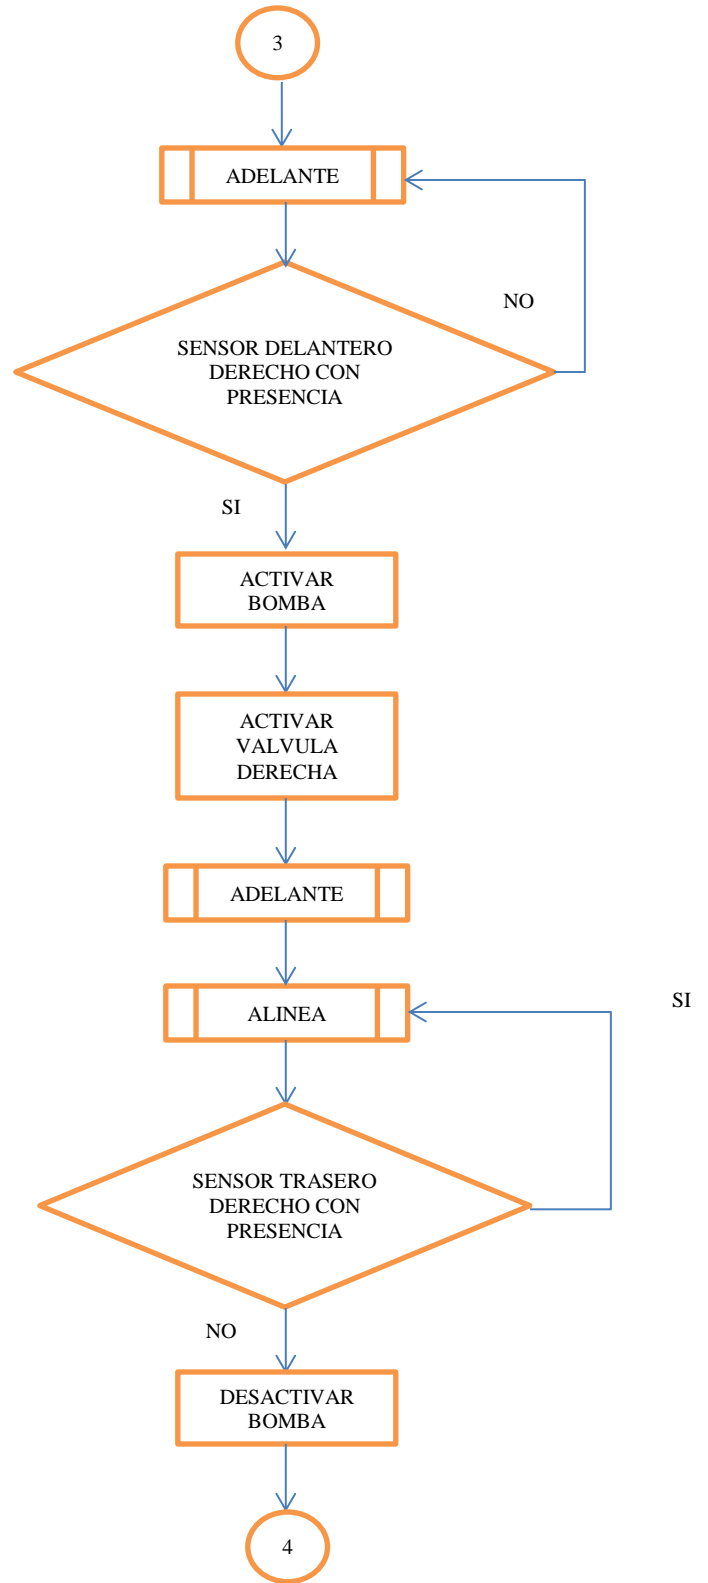 3
ADELANTE
NO
SENSOR DELANTERO
DERECHO CON
PRESENCIA
SI
ACTIVAR
BOMBA
ACTIVAR
VALVULA
DERECHA
ADELANTE
SI
ALINEA
SENSOR TRASERO
DERECHO CON
PRESENCIA
NO
DESACTIVAR
BOMBA
4